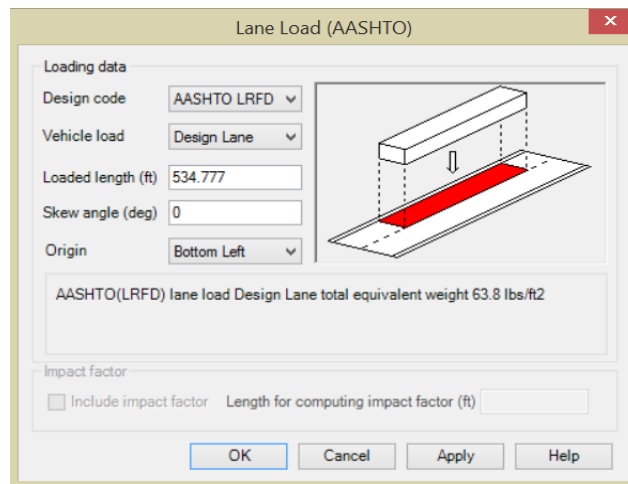 Lane Load (AASHTO)
Loading data
Design code AASHTO LRFD
Vehicle load Design Lane
Loaded length (ft) 534.777
Skew angle (deg) 0
Origin Bottom Left
AASHTO(LRFD) lane load Design Lane total equivalent weight 63.8 lbs/ft2
Impact factor
Include impact factor Length for computing impact factor (ft)
OK Cancel Apply Help